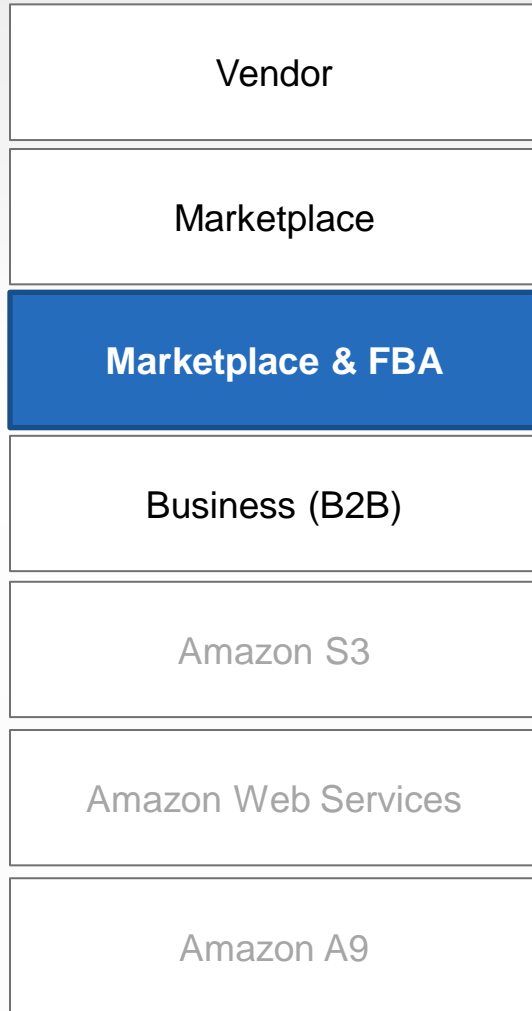 Vendor
Marketplace
Marketplace & FBA
Business (B2B)
Amazon S3
Amazon Web Services
Amazon A9